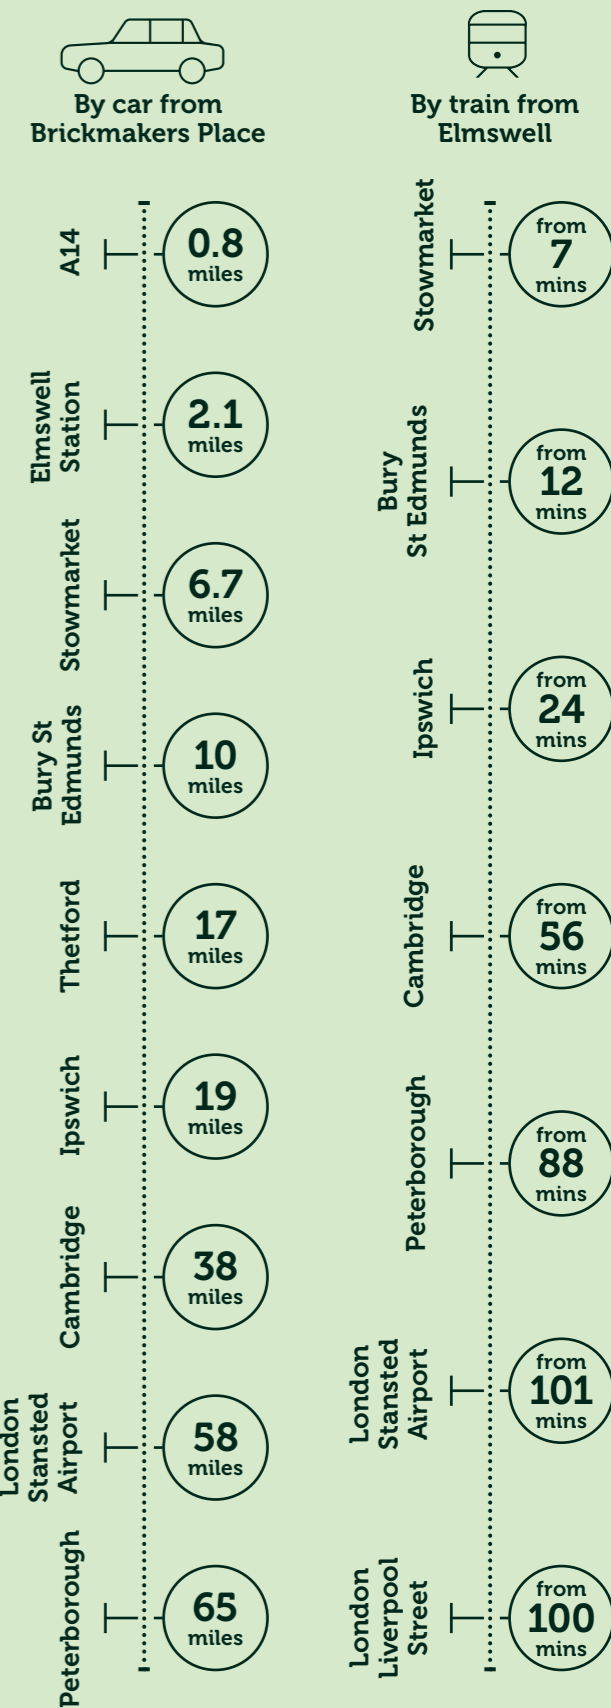 By car from
Brickmakers Place
A14
0.8
miles
Elmswell
Station
2.1
miles
Stowmarket
6.7
miles
Bury St
Edmunds
10
miles
Thetford
17
miles
Ipswich
19
miles
Cambridge
38
miles
London
Stansted
Airport
58
miles
Peterborough
65
miles
By train from
Elmswell
Stowmarket
from
7
mins
Bury
St Edmunds
from
12
mins
Ipswich
from
24
mins
Cambridge
from
56
mins
Peterborough
from
88
mins
London
Stansted
Airport
from
101
mins
London
Liverpool
Street
from
100
mins